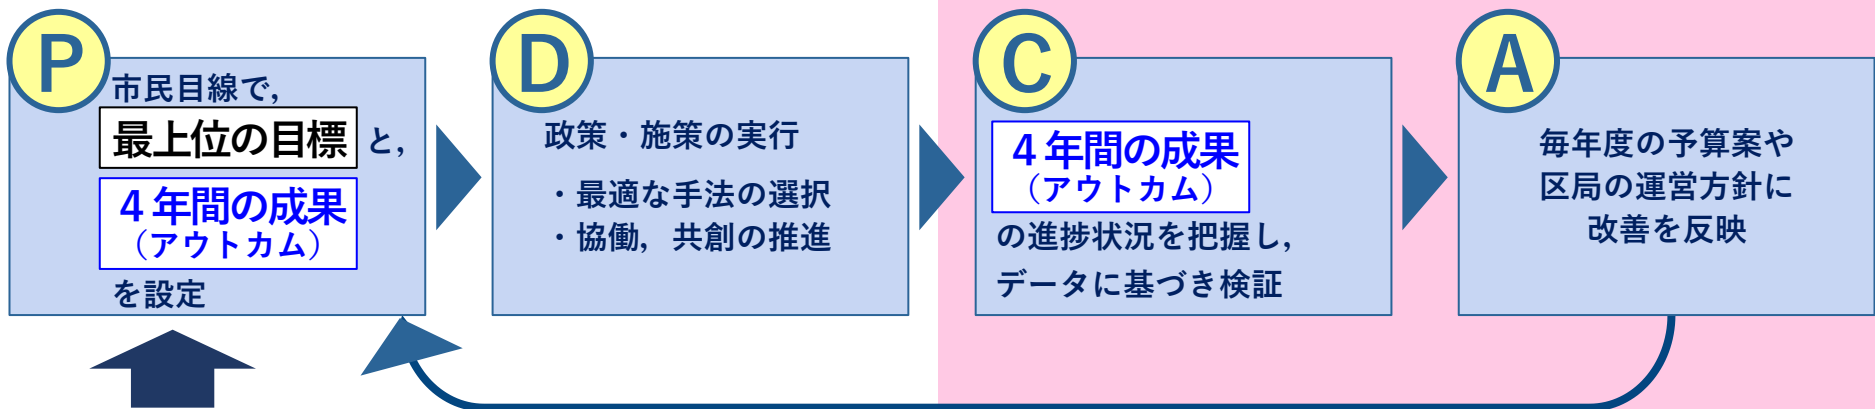 P
市民目線で，
最上位の目標 と，
４年間の成果
（アウトカム）
を設定
D
政策・施策の実行
・最適な手法の選択
・協働，共創の推進
C
４年間の成果
（アウトカム）
の進捗状況を把握し，
データに基づき検証
A
毎年度の予算案や
区局の運営方針に
改善を反映